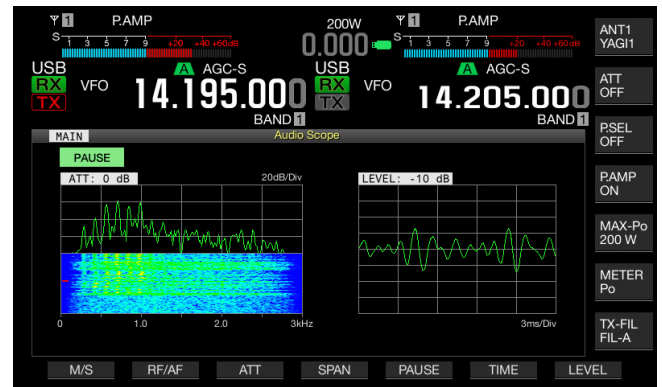 1 P.AMP
200W
1 P.AMP
ANT1
YAGI1
S 1 3 5 7 9 +20 +40 +60dB
0.000
S 1 3 5 7 9 +20 +40 +60dB
USB
A AGC-S
USB
A AGC-S
ATT
OFF
RX
TX
VFO
14.195.000
RX
TX
VFO
14.205.000
BAND 1
BAND 1
P.SEL
OFF
MAIN
Audio Scope
PAUSE
ATT: 0 dB
20dB/Div
LEVEL: -10 dB
P.AMP
ON
MAX-Po
200 W
METER
Po
0 1.0 2.0 3kHz
3ms/Div
TX-FIL
FIL-A
M/S RF/AF ATT SPAN PAUSE TIME LEVEL